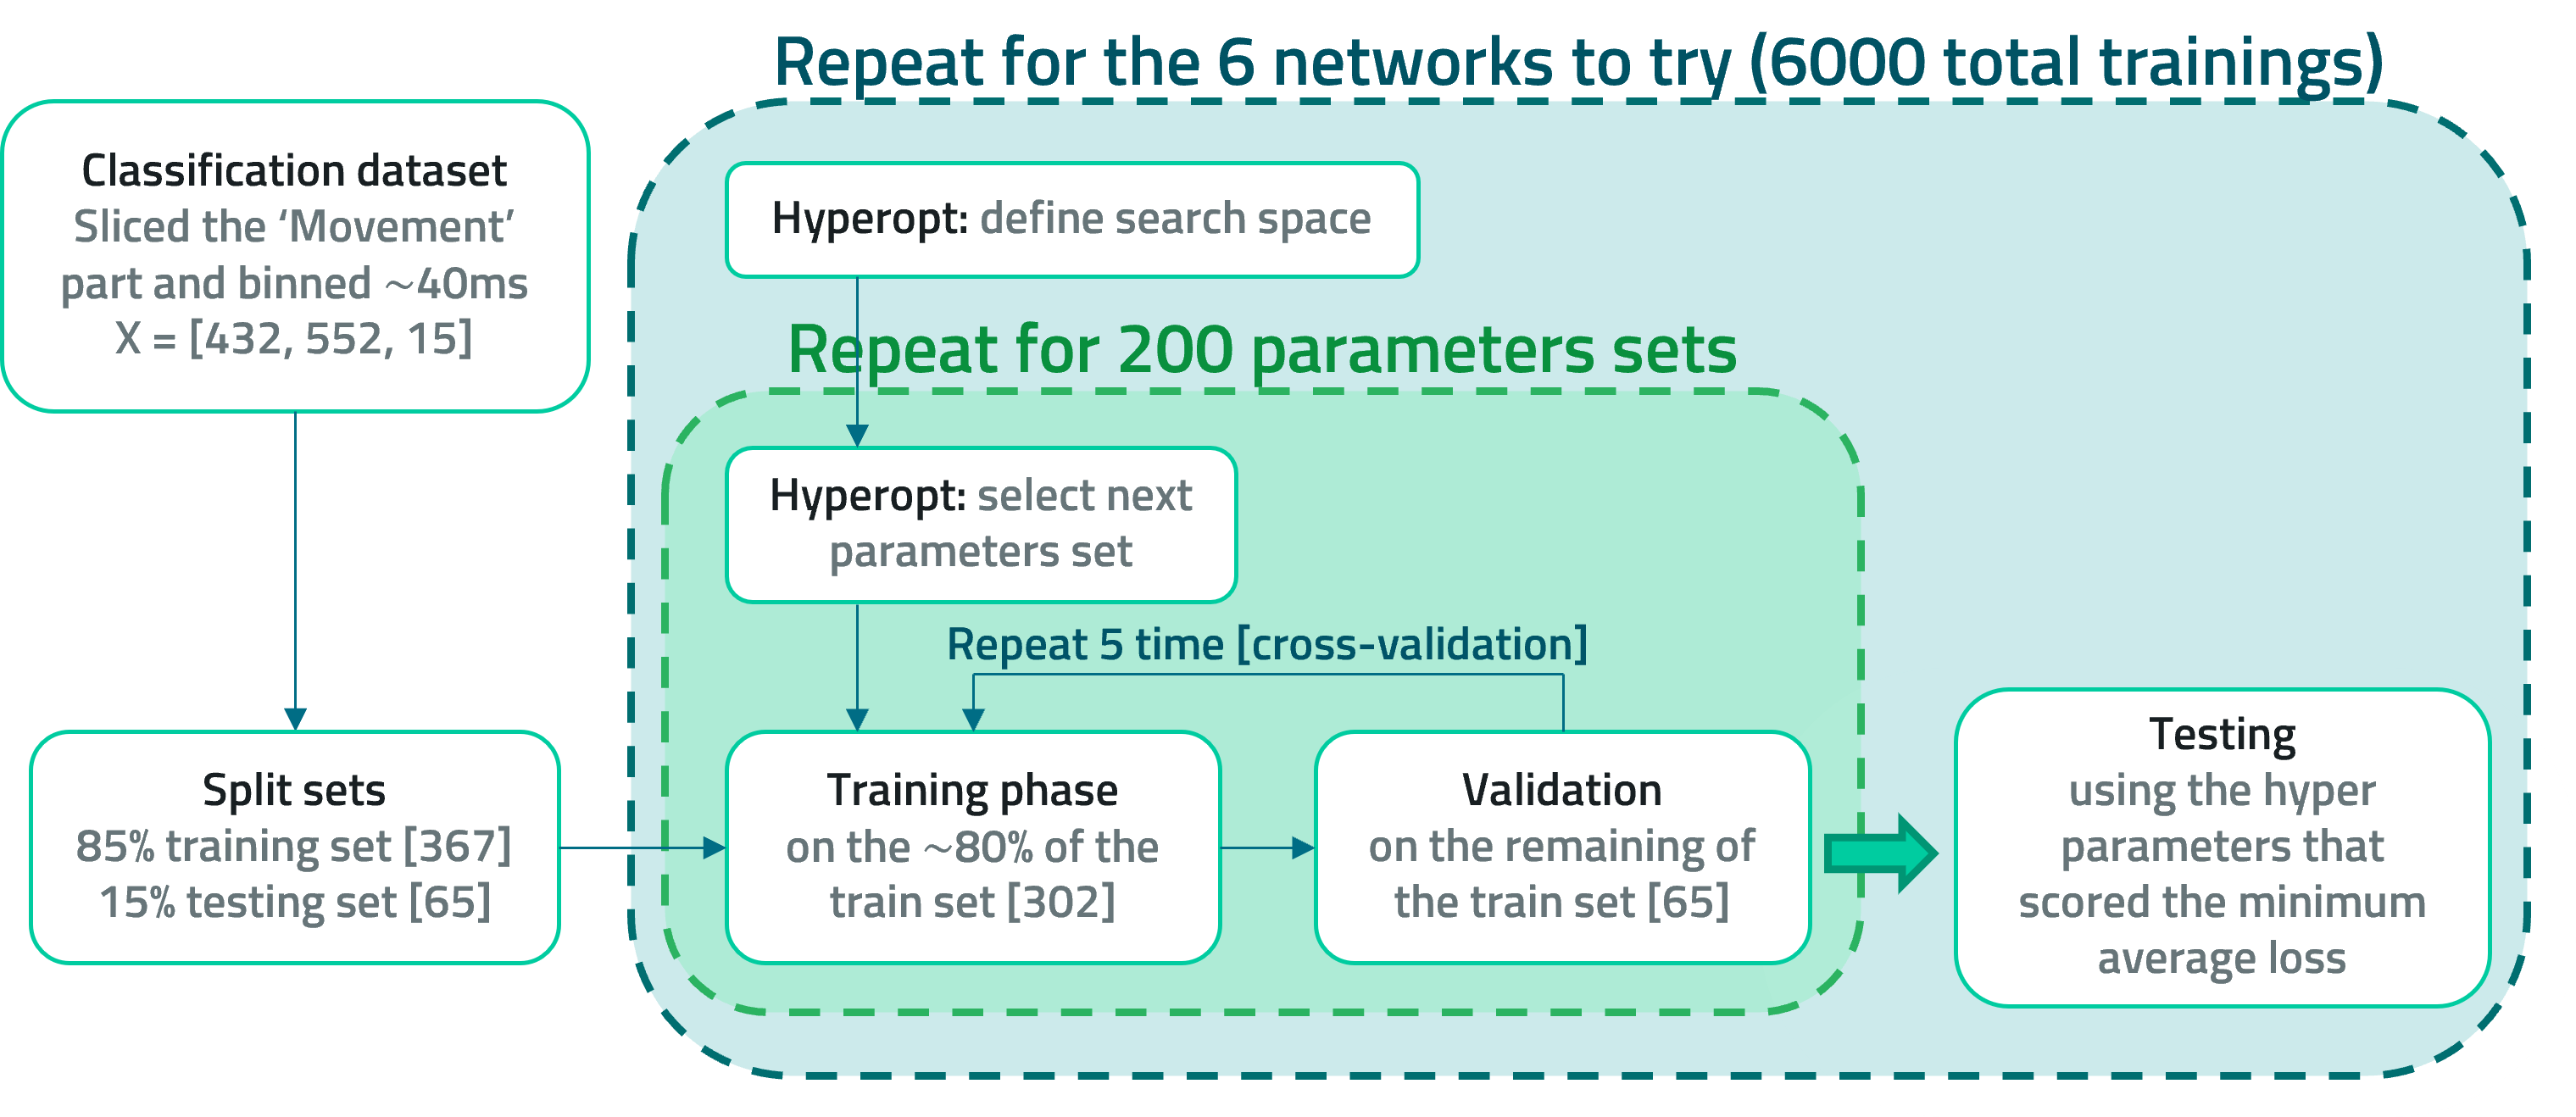 Repeat for the 6 networks to try (6000 total trainings)
Classification dataset
Sliced the ‘Movement’
part and binned ~40ms
X = [432, 552, 15]
Hyperopt: define search space
Repeat for 200 parameters sets
Hyperopt: select next
parameters set
Repeat 5 time [cross-validation]
Split sets
85% training set [367]
15% testing set [65]
Training phase
on the ~80% of the
train set [302]
Validation
on the remaining of
the train set [65]
Testing
using the hyper
parameters that
scored the minimum
average loss